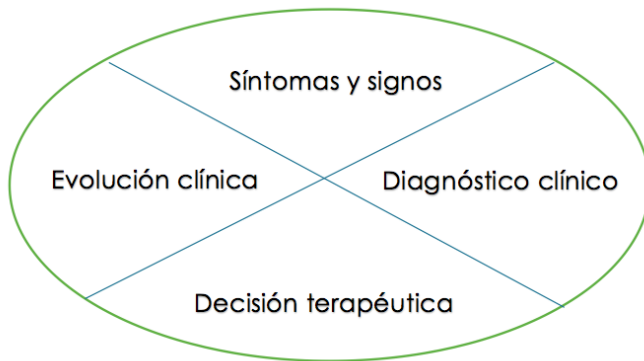 Síntomas y signos
Evolución clínica
Diagnóstico clínico
Decisión terapéutica